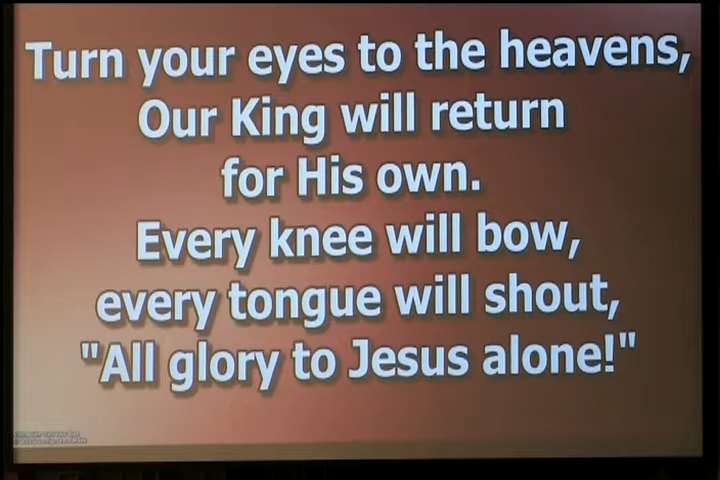 Turn your eyes to the heavens,
Our King will return
for His own.
Every knee will bow,
every tongue will shout,
"All glory to Jesus alone!"